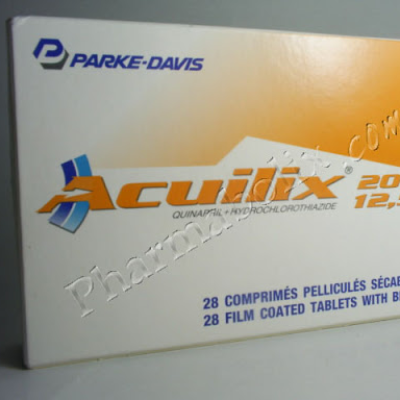 PARKE-DAVIS
Acuilix® 20
QUINAPRIL + HYDROCHLOROTHIAZIDE 12,5
28 COMPRIMÉS PELLICULÉS SÉCAB
28 FILM COATED TABLETS WITH B